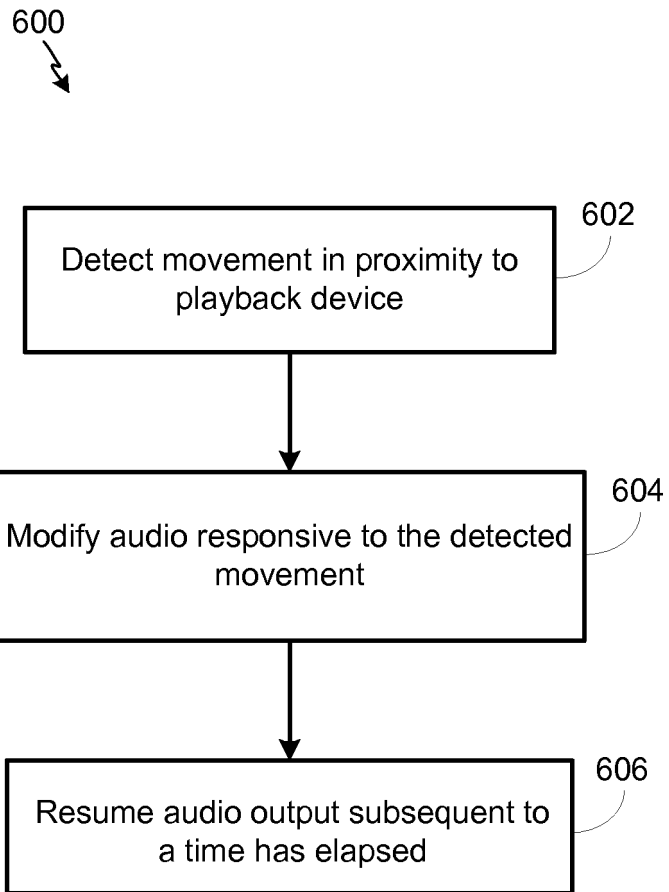 600
602
Detect movement in proximity to
playback device
604
Modify audio responsive to the detected
movement
606
Resume audio output subsequent to
a time has elapsed